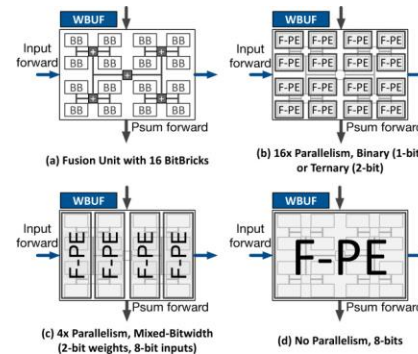 WBUF
Input forward
BB BB BB BB
BB BB BB BB
BB BB BB BB
BB BB BB BB
Psum forward
(a) Fusion Unit with 16 BitBricks
WBUF
Input forward
F-PE F-PE F-PE F-PE
F-PE F-PE F-PE F-PE
F-PE F-PE F-PE F-PE
F-PE F-PE F-PE F-PE
Psum forward
(b) 16x Parallelism, Binary (1-bit)
or Ternary (2-bit)
WBUF
Input forward
F-PE F-PE F-PE F-PE
Psum forward
(c) 4x Parallelism, Mixed-Bitwidth
(2-bit weights, 8-bit inputs)
WBUF
Input forward
F-PE
Psum forward
(d) No Parallelism, 8-bits